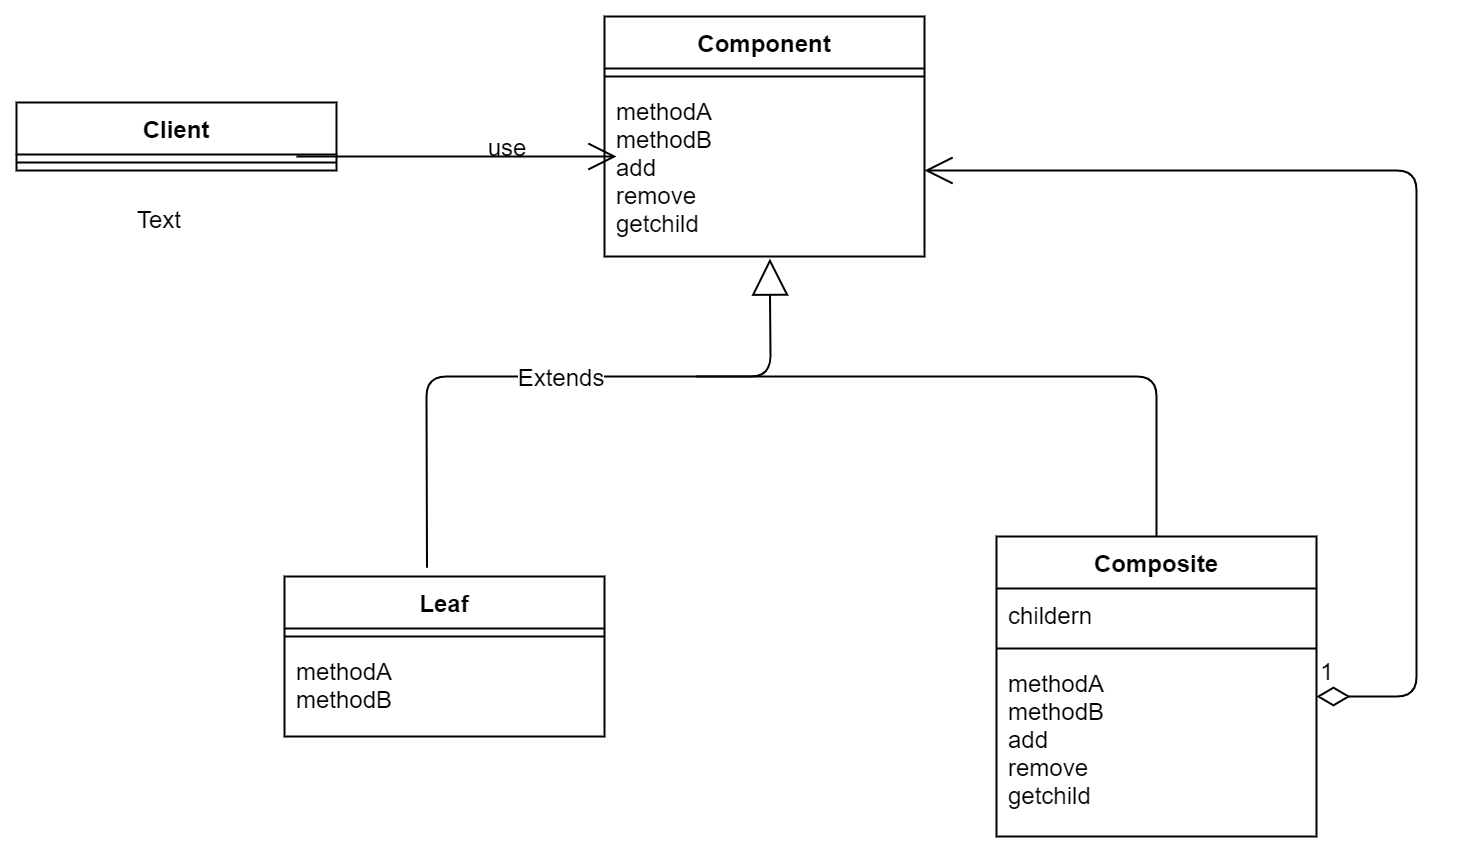 Component
methodA
methodB
add
remove
getchild
Client
use
Text
Extends
Leaf
methodA
methodB
Composite
childern
methodA
methodB
add
remove
getchild
1